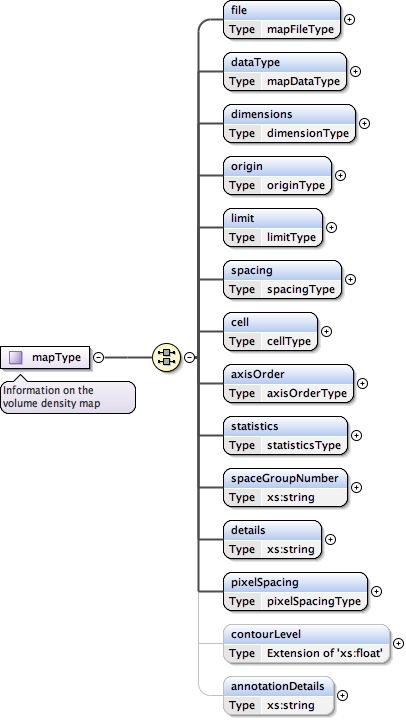 file
Type mapFileType
dataType
Type mapDataType
dimensions
Type dimensionType
origin
Type originType
limit
Type limitType
spacing
Type spacingType
cell
Type cellType
mapType
Information on the
volume density map
axisOrder
Type axisOrderType
statistics
Type statisticsType
spaceGroupNumber
Type xs:string
details
Type xs:string
pixelSpacing
Type pixelSpacingType
contourLevel
Type Extension of 'xs:float'
annotationDetails
Type xs:string